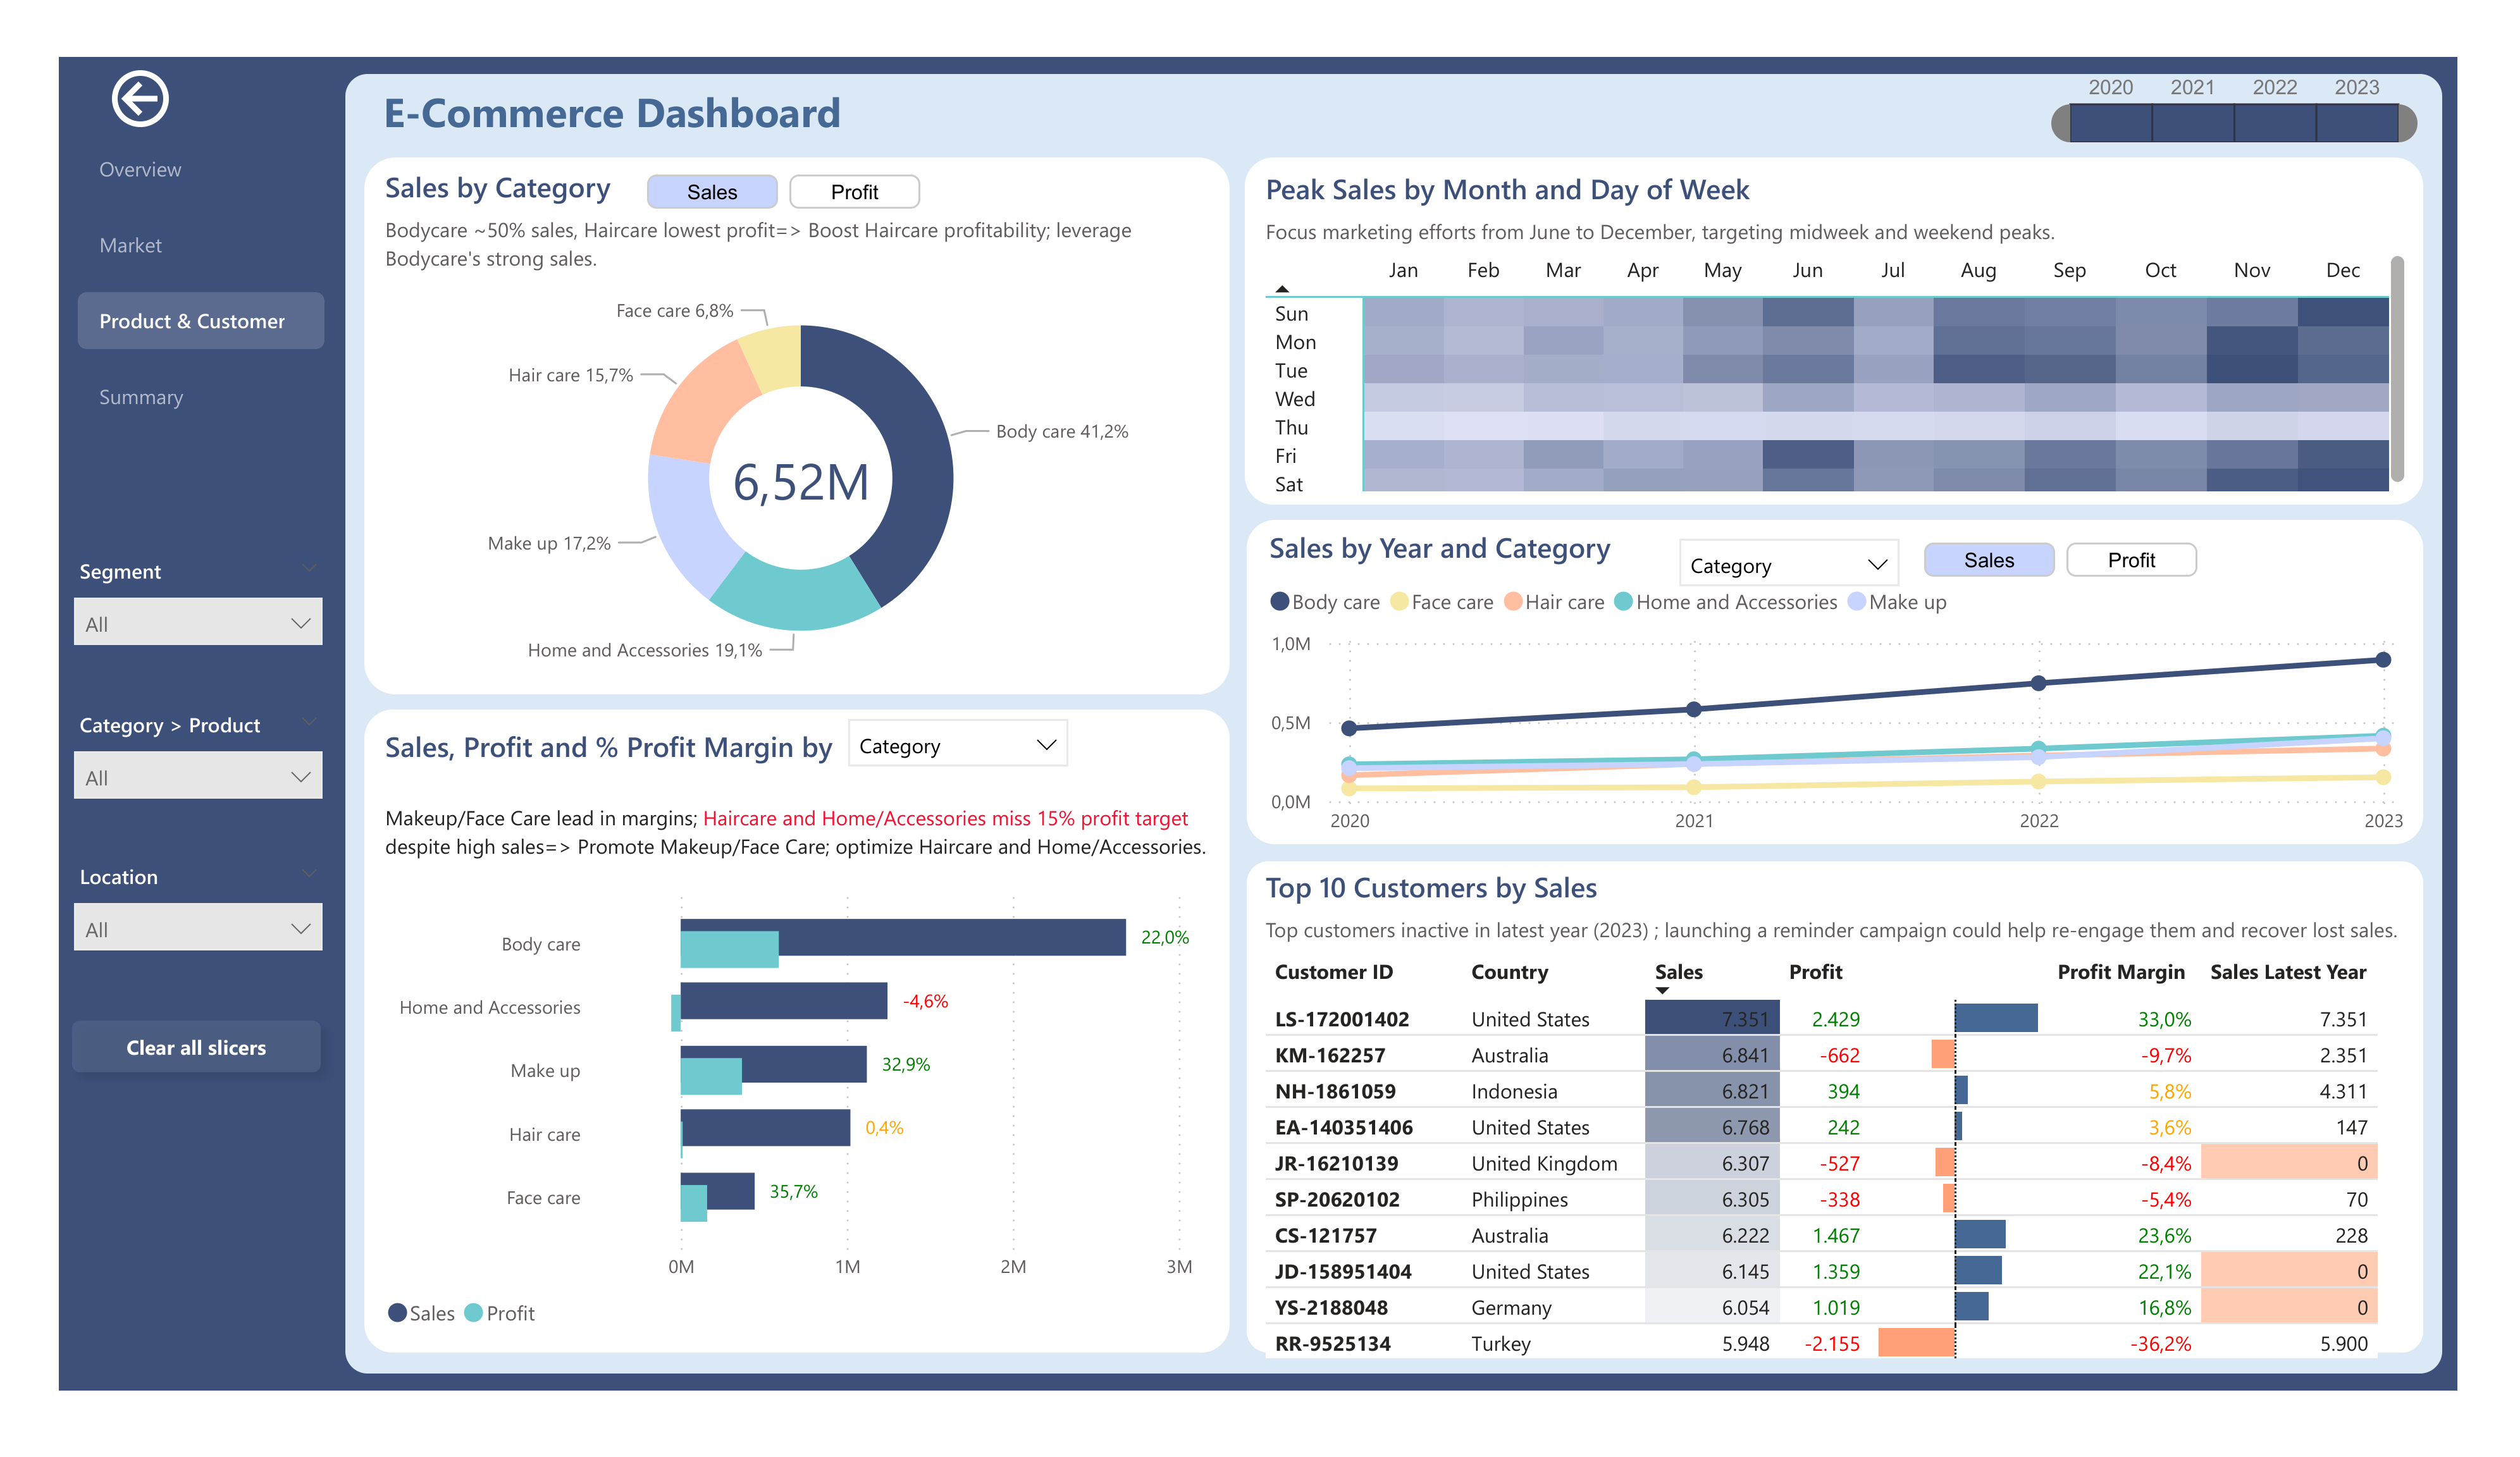 Overview
Market
Product & Customer
Summary
Segment
All
Category > Product
All
Location
All
Clear all slicers
E-Commerce Dashboard
2020 2021 2022 2023
Sales by Category Sales Profit
Bodycare ~50% sales, Haircare lowest profit=> Boost Haircare profitability; leverage
Bodycare's strong sales.
Face care 6,8%
Hair care 15,7%
Body care 41,2%
6,52M
Make up 17,2%
Home and Accessories 19,1%
Sales, Profit and % Profit Margin by Category
Makeup/Face Care lead in margins; Haircare and Home/Accessories miss 15% profit target
despite high sales=> Promote Makeup/Face Care; optimize Haircare and Home/Accessories.
Body care 22,0%
Home and Accessories -4,6%
Make up 32,9%
Hair care 0,4%
Face care 35,7%
0M 1M 2M 3M
Sales Profit
Peak Sales by Month and Day of Week
Focus marketing efforts from June to December, targeting midweek and weekend peaks.
Jan Feb Mar Apr May Jun Jul Aug Sep Oct Nov Dec
Sun
Mon
Tue
Wed
Thu
Fri
Sat
Sales by Year and Category Category Sales Profit
Body care Face care Hair care Home and Accessories Make up
1,0M
0,5M
0,0M
2020 2021 2022 2023
Top 10 Customers by Sales
Top customers inactive in latest year (2023) ; launching a reminder campaign could help re-engage them and recover lost sales.
Customer ID Country Sales Profit Profit Margin Sales Latest Year
LS-172001402 United States 7.351 2.429 33,0% 7.351
KM-162257 Australia 6.841 -662 -9,7% 2.351
NH-1861059 Indonesia 6.821 394 5,8% 4.311
EA-140351406 United States 6.768 242 3,6% 147
JR-16210139 United Kingdom 6.307 -527 -8,4% 0
SP-20620102 Philippines 6.305 -338 -5,4% 70
CS-121757 Australia 6.222 1.467 23,6% 228
JD-158951404 United States 6.145 1.359 22,1% 0
YS-2188048 Germany 6.054 1.019 16,8% 0
RR-9525134 Turkey 5.948 -2.155 -36,2% 5.900